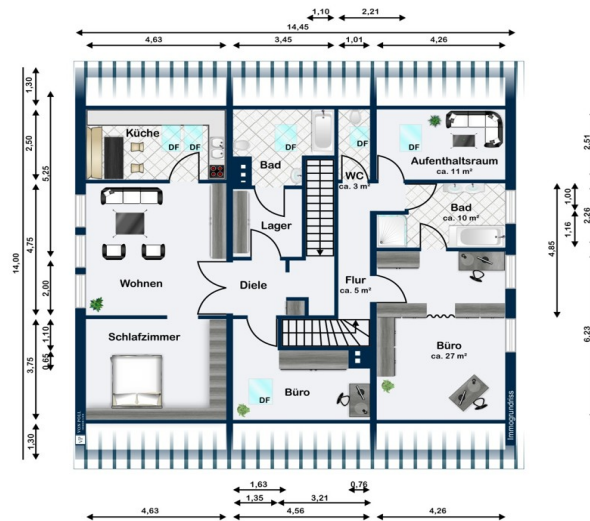 1,10
2,21
14,45
4,63
3,45
1,01
4,26
1,30
2,50
5,25
14,00
4,75
2,00
3,75
1,10
0,65
1,30
Küche
DF
DF
DF
Bad
DF
WC
ca. 3 m²
DF
Aufenthaltsraum
ca. 11 m²
Lager
Bad
ca. 10 m²
Wohnen
Diele
Flur
ca. 5 m²
Schlafzimmer
Büro
DF
Büro
ca. 27 m²
Immogrundriss
2,51
1,00
2,26
1,16
4,85
6,23
1,63
0,76
1,35
3,21
4,63
4,56
4,26